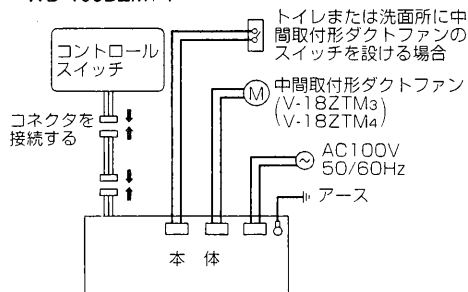 トイレまたは洗面所に中
間取付形ダクトファンの
スイッチを設ける場合
コントロール
スイッチ
中間取付形ダクトファン
(V-18ZTM3)
(V-18ZTM4)
M
コネクタを
接続する
AC100V
50/60Hz
アース
本 体